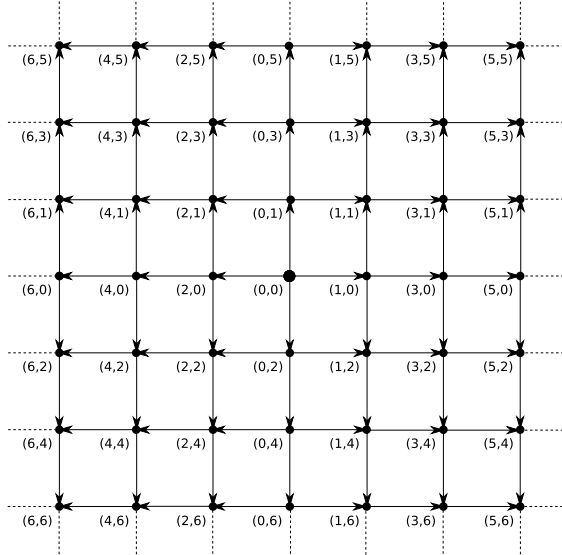 (6,5) (4,5) (2,5) (0,5) (1,5) (3,5) (5,5)
(6,3) (4,3) (2,3) (0,3) (1,3) (3,3) (5,3)
(6,1) (4,1) (2,1) (0,1) (1,1) (3,1) (5,1)
(6,0) (4,0) (2,0) (0,0) (1,0) (3,0) (5,0)
(6,2) (4,2) (2,2) (0,2) (1,2) (3,2) (5,2)
(6,4) (4,4) (2,4) (0,4) (1,4) (3,4) (5,4)
(6,6) (4,6) (2,6) (0,6) (1,6) (3,6) (5,6)